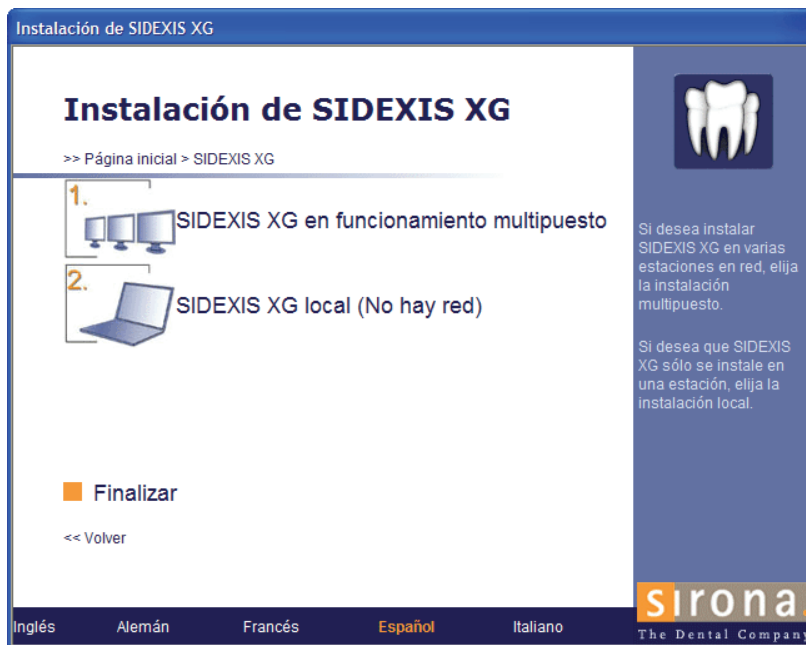 Instalación de SIDEXIS XG
Instalación de SIDEXIS XG
>> Página inicial > SIDEXIS XG
1.
SIDEXIS XG en funcionamiento multipuesto
2.
SIDEXIS XG local (No hay red)
Finalizar
<< Volver
Si desea instalar
SIDEXIS XG en varias
estaciones en red, elija
la instalación
multipuesto.
Si desea que SIDEXIS
XG sólo se instale en
una estación, elija la
instalación local.
sirona.
The Dental Company
Inglés Alemán Francés Español Italiano